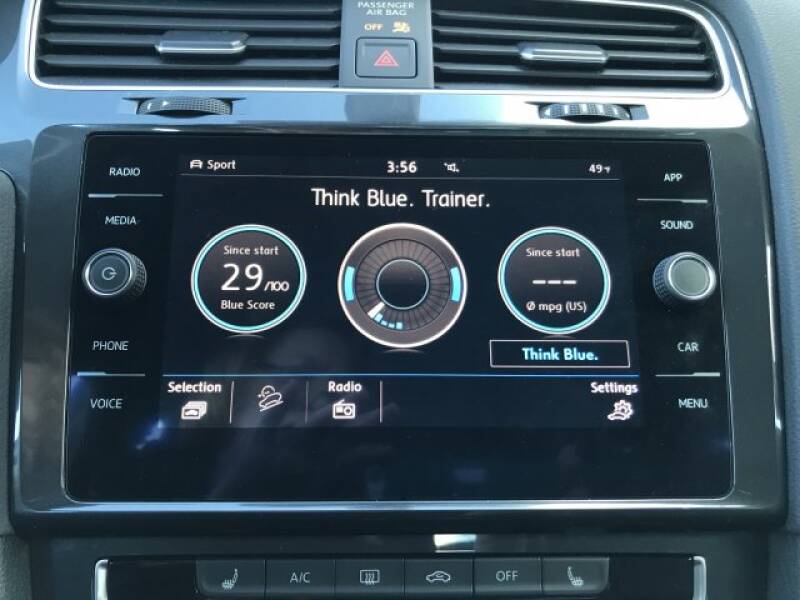 PASSENGER
AIR BAG
OFF
RADIO
MEDIA
PHONE
VOICE
Sport
3:56
49°F
Think Blue. Trainer.
Since start
29/100
Blue Score
Since start
---
Ø mpg (US)
Think Blue.
Selection
Radio
Settings
APP
SOUND
CAR
MENU
A/C
OFF